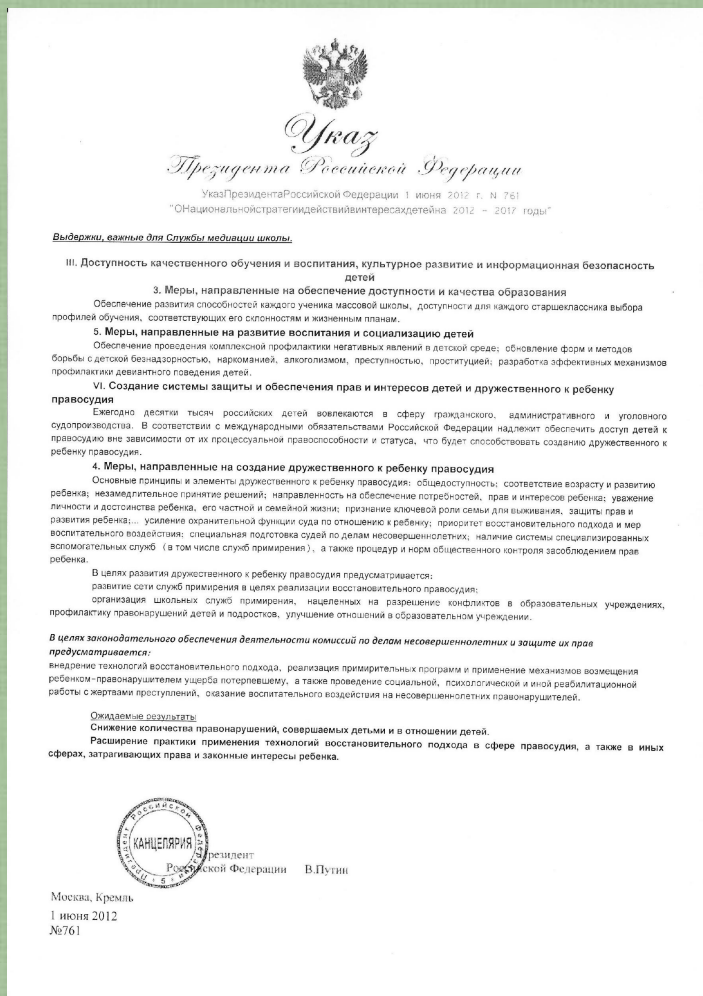 Указ
Президента Российской Федерации
УказПрезидентаРоссийской Федерации 1 июня 2012 г. N 761
"ОНациональнойстратегиидействийвинтересахдетейна 2012 – 2017 годы"
Выдержки, важные для Службы медиации школы.
III. Доступность качественного обучения и воспитания, культурное развитие и информационная безопасность
детей
3. Меры, направленные на обеспечение доступности и качества образования
Обеспечение развития способностей каждого ученика массовой школы, доступности для каждого старшеклассника выбора
профилей обучения, соответствующих его склонностям и жизненным планам.
5. Меры, направленные на развитие воспитания и социализацию детей
Обеспечение проведения комплексной профилактики негативных явлений в детской среде; обновление форм и методов
борьбы с детской безнадзорностью, наркоманией, алкоголизмом, преступностью, проституцией; разработка эффективных механизмов
профилактики девиантного поведения детей.
VI. Создание системы защиты и обеспечения прав и интересов детей и дружественного к ребенку
правосудия
Ежегодно десятки тысяч российских детей вовлекаются в сферу гражданского, административного и уголовного
судопроизводства. В соответствии с международными обязательствами Российской Федерации надлежит обеспечить доступ детей к
правосудию вне зависимости от их процессуальной правоспособности и статуса, что будет способствовать созданию дружественного к
ребенку правосудия.
4. Меры, направленные на создание дружественного к ребенку правосудия
Основные принципы и элементы дружественного к ребенку правосудия: общедоступность; соответствие возрасту и развитию
ребенка; незамедлительное принятие решений; направленность на обеспечение потребностей, прав и интересов ребенка; уважение
личности и достоинства ребенка, его частной и семейной жизни; признание ключевой роли семьи для выживания, защиты прав и
развития ребенка;... усиление охранительной функции суда по отношению к ребенку; приоритет восстановительного подхода и мер
воспитательного воздействия; специальная подготовка судей по делам несовершеннолетних; наличие системы специализированных
вспомогательных служб (в том числе служб примирения), а также процедур и норм общественного контроля засоблюдением прав
ребенка.
В целях развития дружественного к ребенку правосудия предусматривается:
развитие сети служб примирения в целях реализации восстановительного правосудия;
организация школьных служб примирения, нацеленных на разрешение конфликтов в образовательных учреждениях,
профилактику правонарушений детей и подростков, улучшение отношений в образовательном учреждении.
В целях законодательного обеспечения деятельности комиссий по делам несовершеннолетних и защите их прав
предусматривается:
внедрение технологий восстановительного подхода, реализация примирительных программ и применение механизмов возмещения
ребенком-правонарушителем ущерба потерпевшему, а также проведение социальной, психологической и иной реабилитационной
работы с жертвами преступлений, оказание воспитательного воздействия на несовершеннолетних правонарушителей.
Ожидаемые результаты
Снижение количества правонарушений, совершаемых детьми и в отношении детей.
Расширение практики применения технологий восстановительного подхода в сфере правосудия, а также в иных
сферах, затрагивающих права и законные интересы ребенка.
Президент Российской Федерации
КАНЦЕЛЯРИЯ
* 5 *
Президент
Российской Федерации В.Путин
Москва, Кремль
1 июня 2012
№761